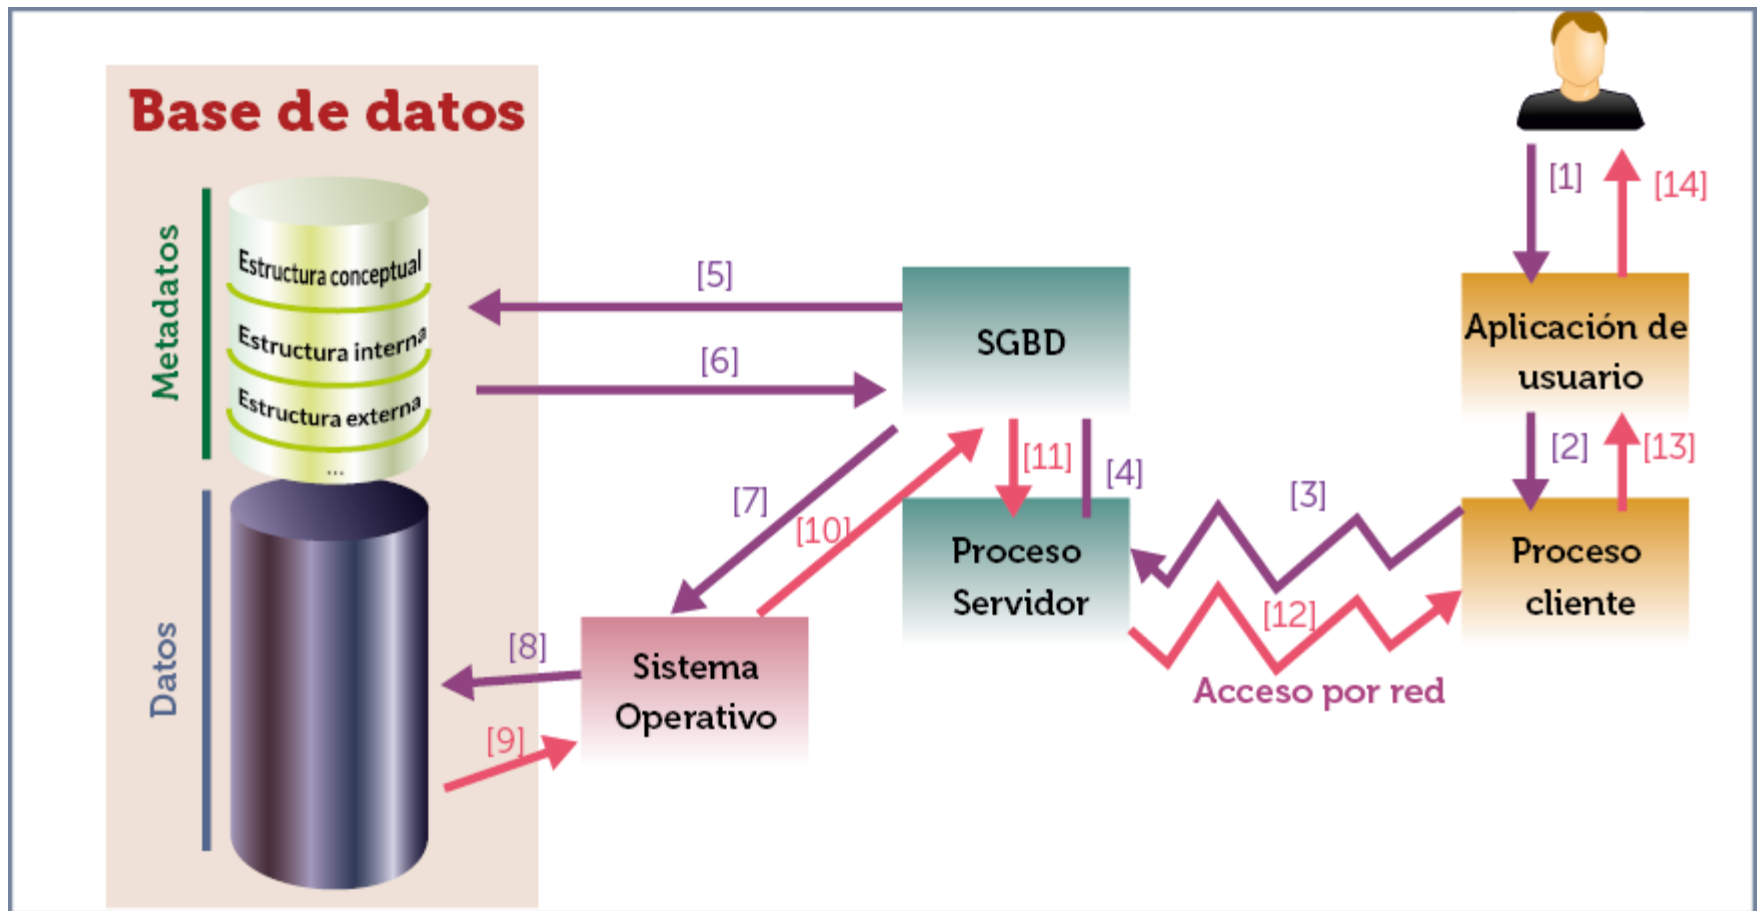 Base de datos
Metadatos
Estructura conceptual
Estructura interna
Estructura externa
...
Datos
[5]
[6]
[7]
[10]
[8]
[9]
Sistema
Operativo
SGBD
[11]
[4]
Proceso
Servidor
[3]
[12]
Acceso por red
[1]
[14]
Aplicación de
usuario
[2]
[13]
Proceso
cliente